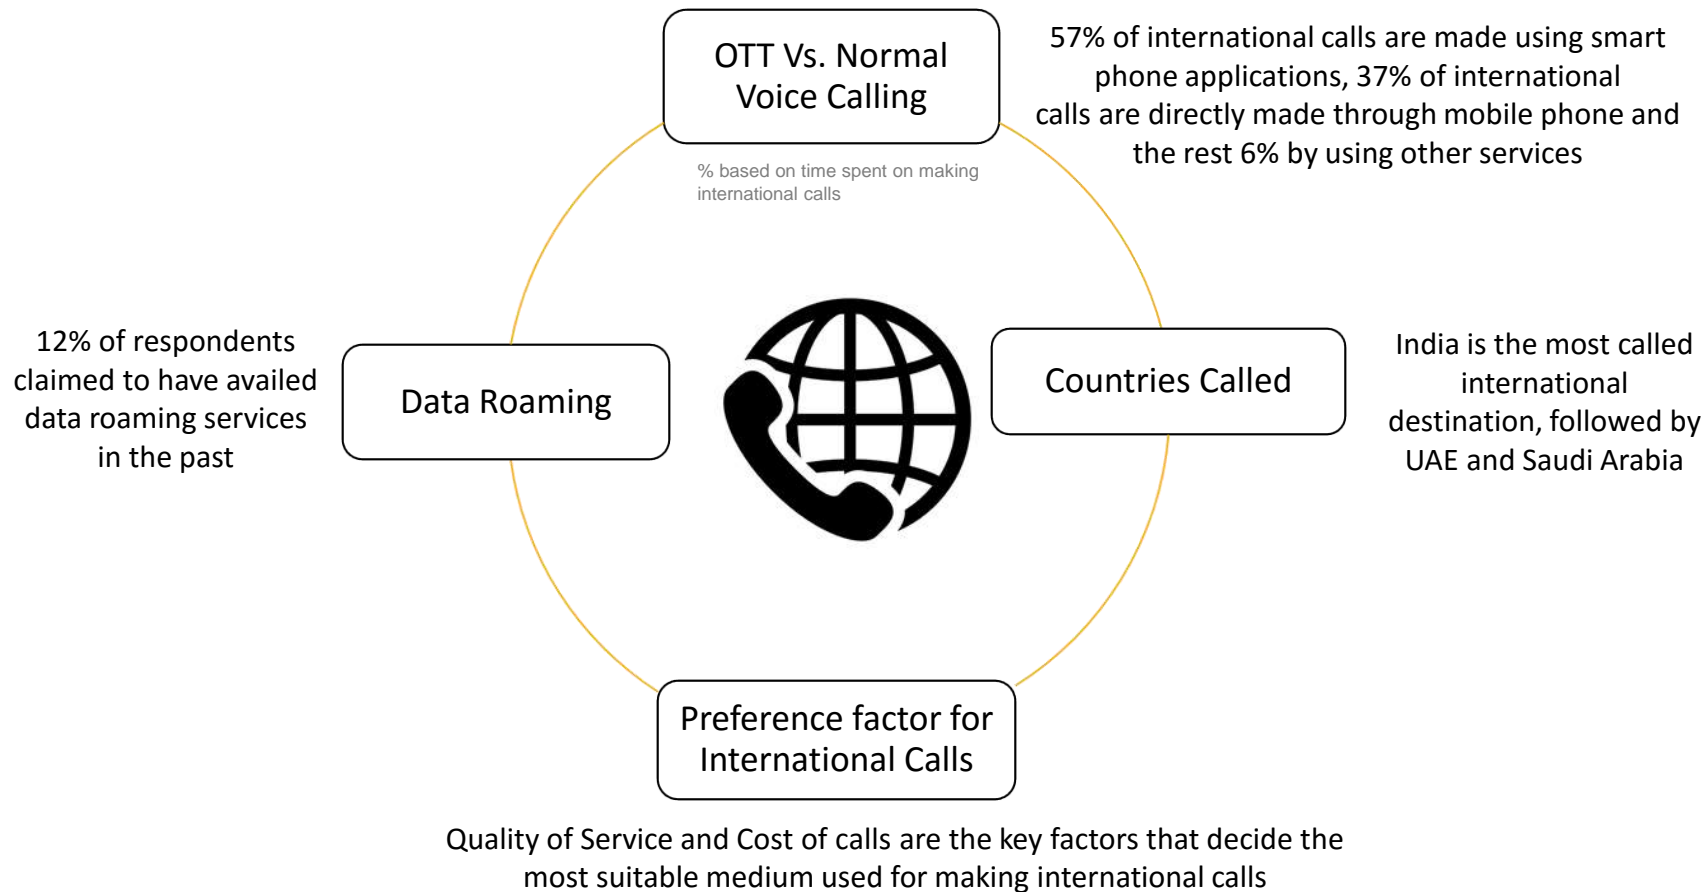 OTT Vs. Normal
Voice Calling
% based on time spent on making
international calls
57% of international calls are made using smart
phone applications, 37% of international
calls are directly made through mobile phone and
the rest 6% by using other services
12% of respondents
claimed to have availed
data roaming services
in the past
Data Roaming
Countries Called
India is the most called
international
destination, followed by
UAE and Saudi Arabia
Preference factor for
International Calls
Quality of Service and Cost of calls are the key factors that decide the
most suitable medium used for making international calls